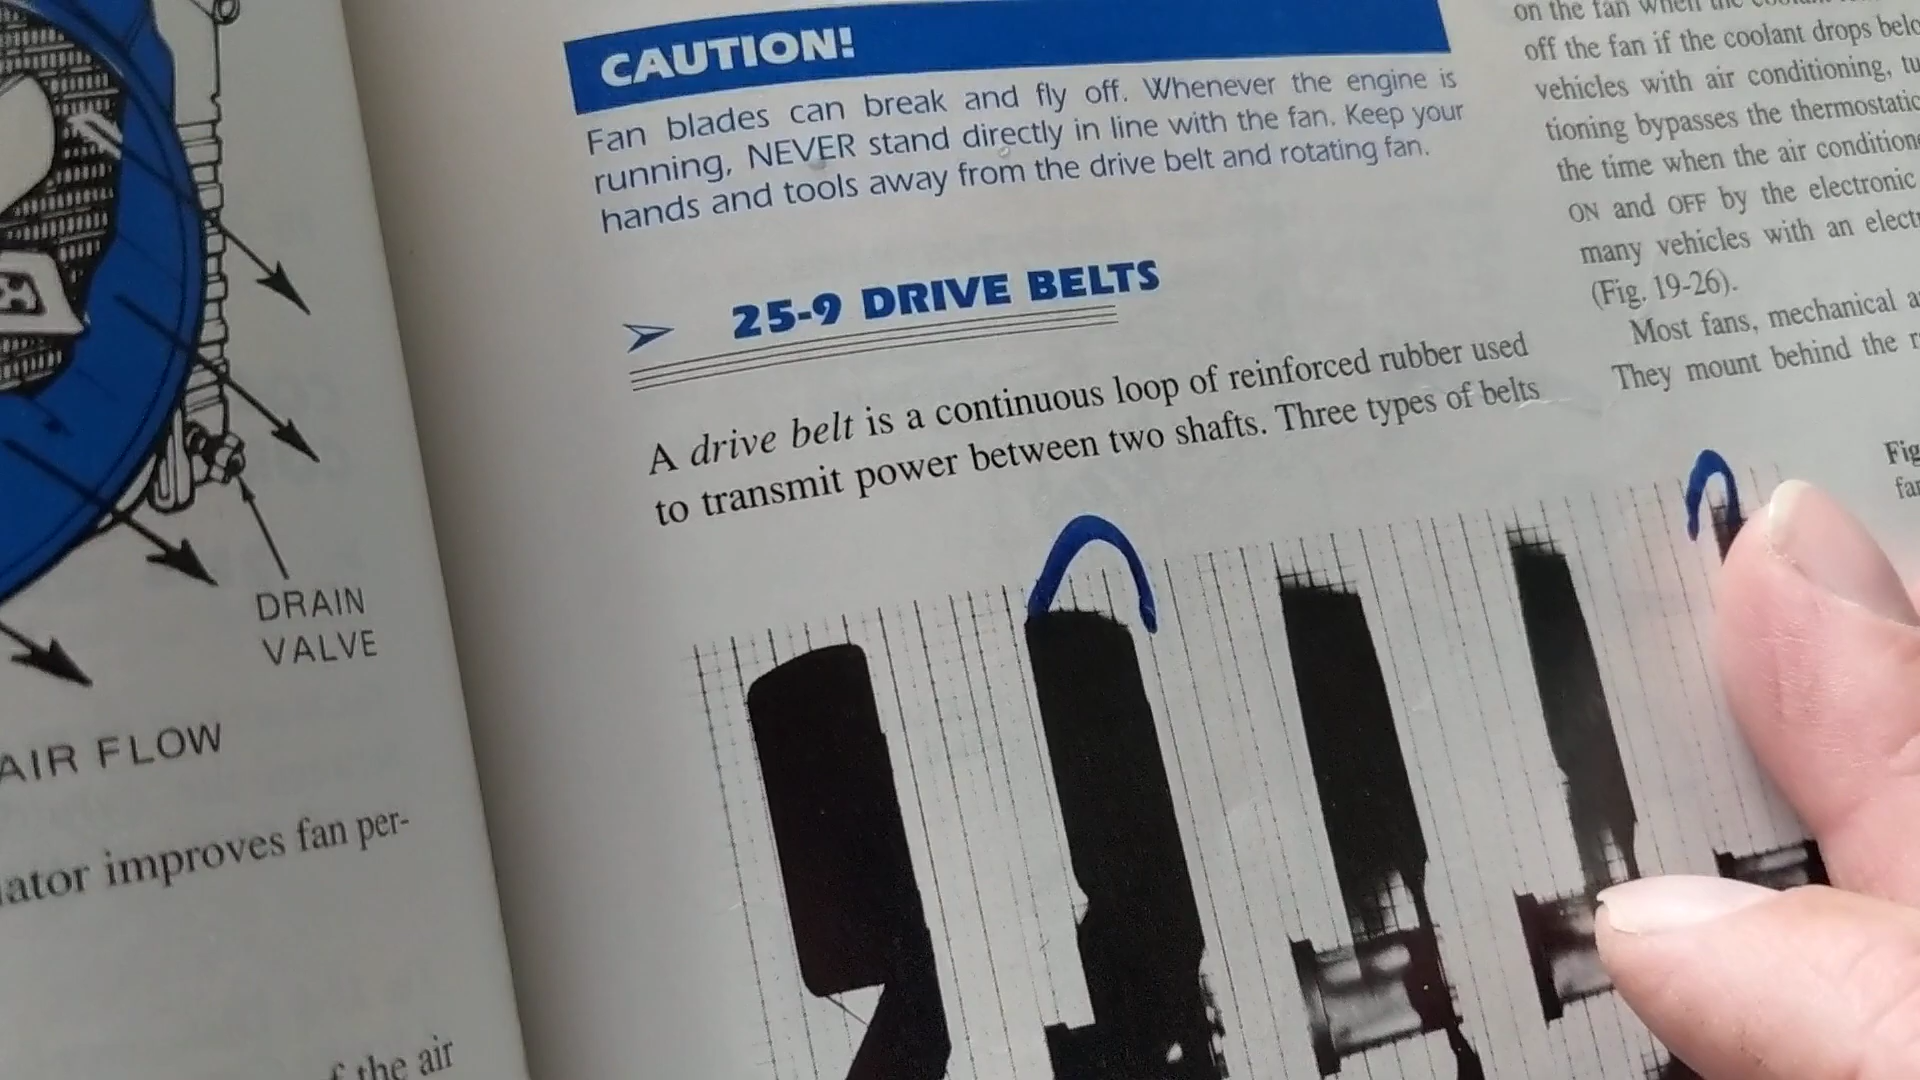 DRAIN
VALVE
AIR FLOW
improves fan per-
the air
CAUTION!
Fan blades can break and fly off. Whenever the engine is
running, NEVER stand directly in line with the fan. Keep your
hands and tools away from the drive belt and rotating fan.
25-9 DRIVE BELTS
A drive belt is a continuous loop of reinforced rubber used
to transmit power between two shafts. Three types of belts
on the fan when the
off the fan if the coolant drops
vehicles with air conditioning,
tioning bypasses the thermostatic
the time when the air
ON and OFF by the electronic
many vehicles with an
(Fig. 19-26).
Most fans, mechanical
They mount behind the